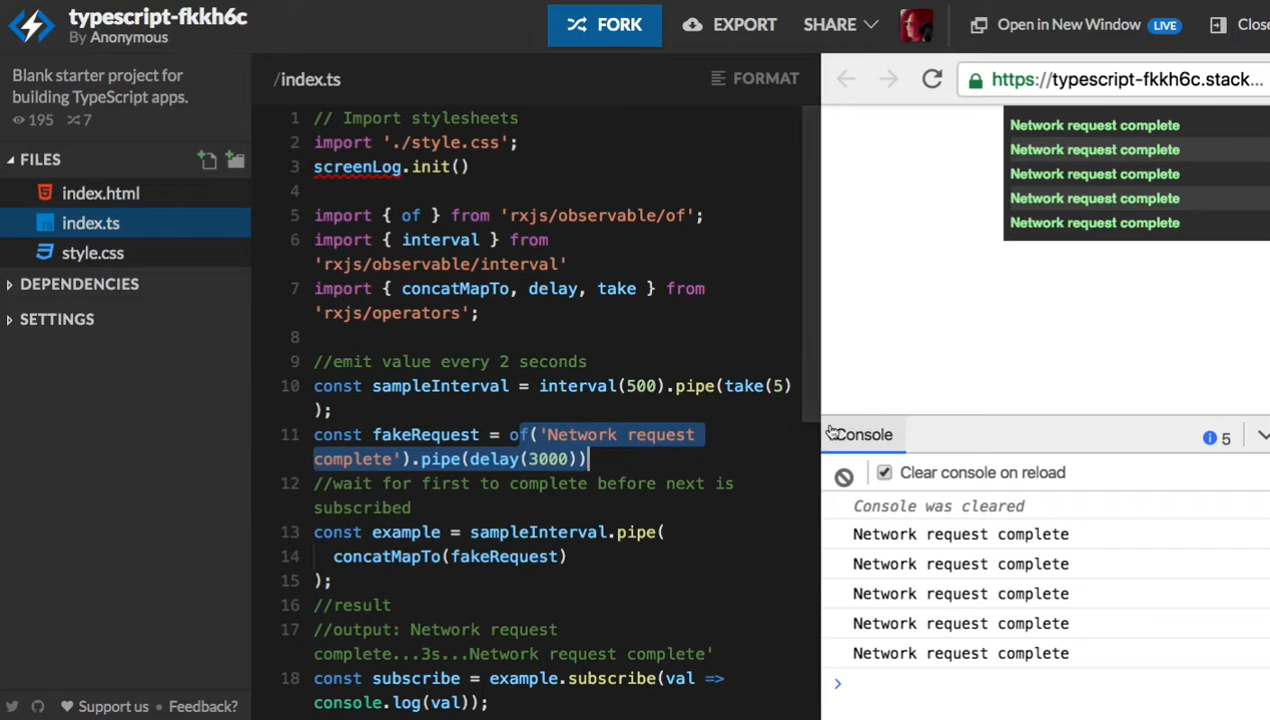 typescript-fkkh6c
By Anonymous
FORK
EXPORT
SHARE
Open in New Window
LIVE
Close
Blank starter project for
building TypeScript apps.
195
7
FILES
index.html
index.ts
style.css
DEPENDENCIES
SETTINGS
Support us
Feedback?
/index.ts
FORMAT
1 // Import stylesheets
2 import './style.css';
3 screenLog.init()
4
5 import { of } from 'rxjs/observable/of';
6 import { interval } from
'rxjs/observable/interval'
7 import { concatMapTo, delay, take } from
'rxjs/operators';
8
9 //emit value every 2 seconds
10 const sampleInterval = interval(500).pipe(take(5)
);
11 const fakeRequest = of('Network request
complete').pipe(delay(3000))
12 //wait for first to complete before next is
subscribed
13 const example = sampleInterval.pipe(
14 concatMapTo(fakeRequest)
15 );
16 //result
17 //output: Network request
complete...3s...Network request complete'
18 const subscribe = example.subscribe(val =>
console.log(val));
https://typescript-fkkh6c.stack...
Network request complete
Network request complete
Network request complete
Network request complete
Network request complete
Console
5
Clear console on reload
Console was cleared
Network request complete
Network request complete
Network request complete
Network request complete
Network request complete